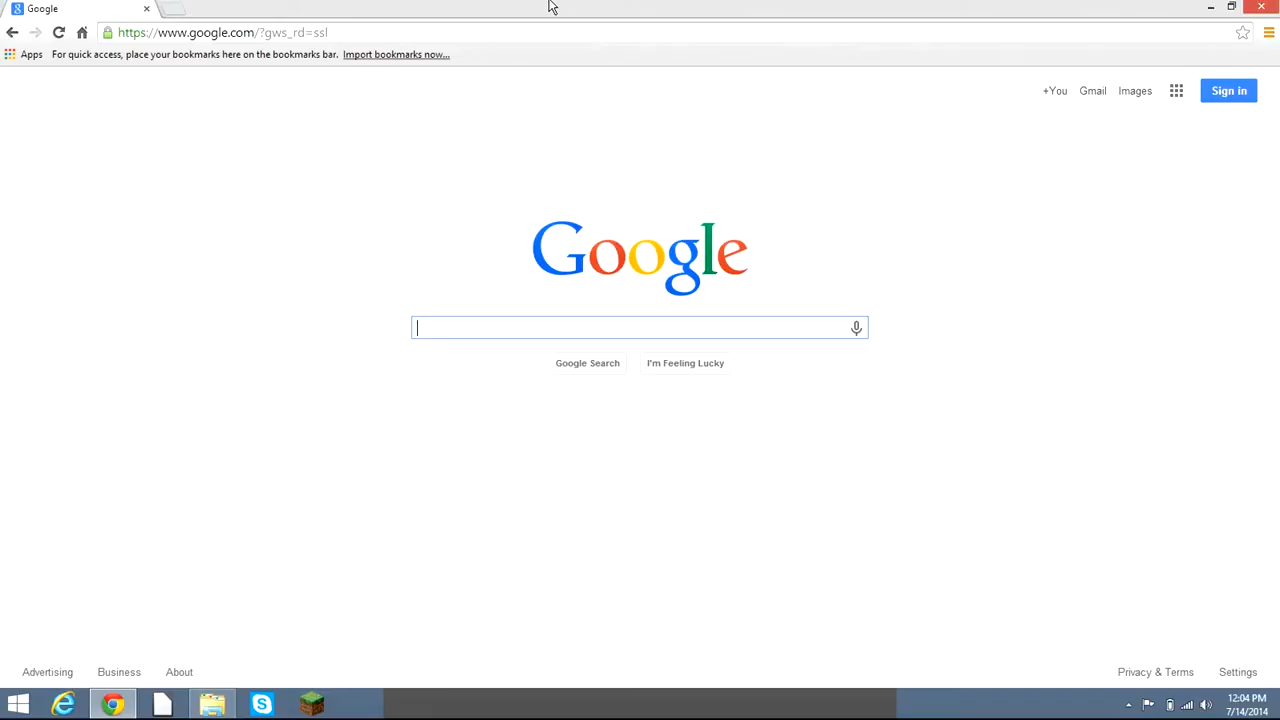 Google
https://www.google.com/?gws_rd=ssl
Apps For quick access, place your bookmarks here on the bookmarks bar. Import bookmarks now...
+You Gmail Images Sign in
Google
Google Search I'm Feeling Lucky
Advertising Business About Privacy & Terms Settings
12:04 PM
7/14/2014